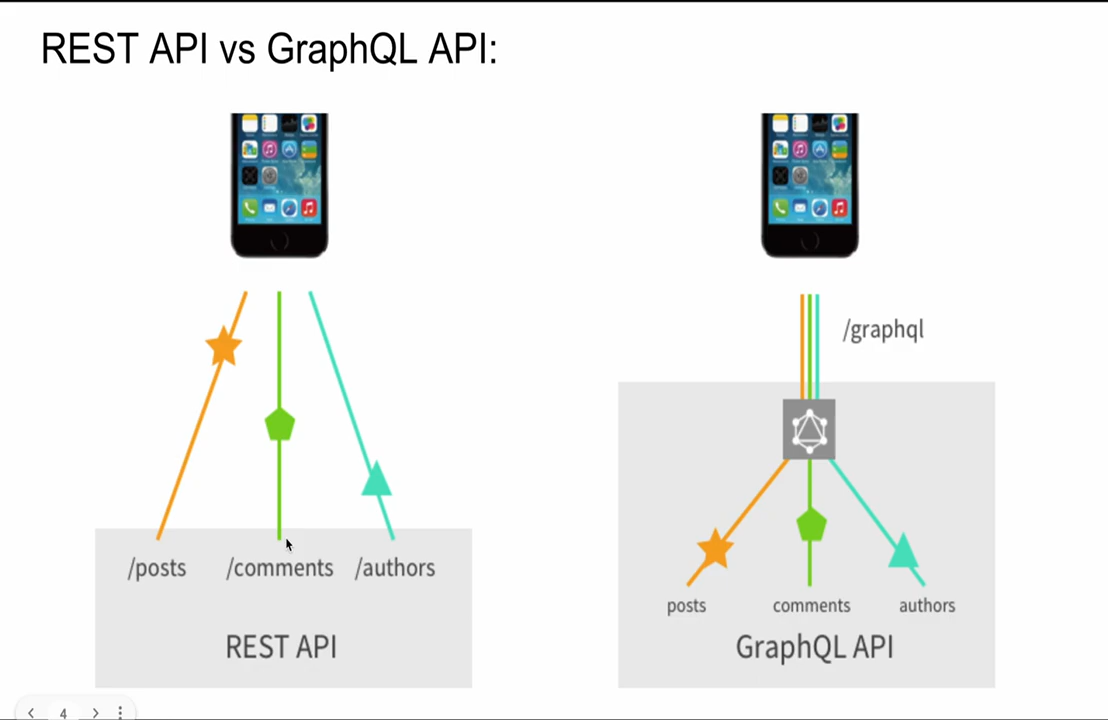 REST API vs GraphQL API:
/graphql
/posts
/comments
/authors
REST API
posts
comments
authors
GraphQL API
4